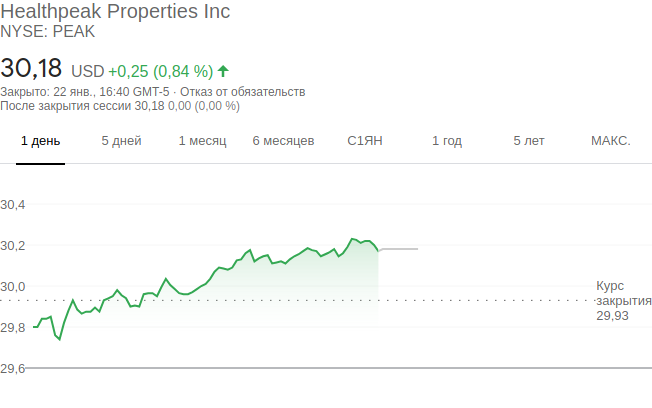 Healthpeak Properties Inc
NYSE: PEAK
30,18 USD +0,25 (0,84 %)
Закрыто: 22 янв., 16:40 GMT-5 · Отказ от обязательств
После закрытия сессии 30,18 0,00 (0,00 %)
1 день 5 дней 1 месяц 6 месяцев С1ЯН 1 год 5 лет МАКС.
30,4
30,2
30,0
29,8
29,6
Курс
закрытия
29,93